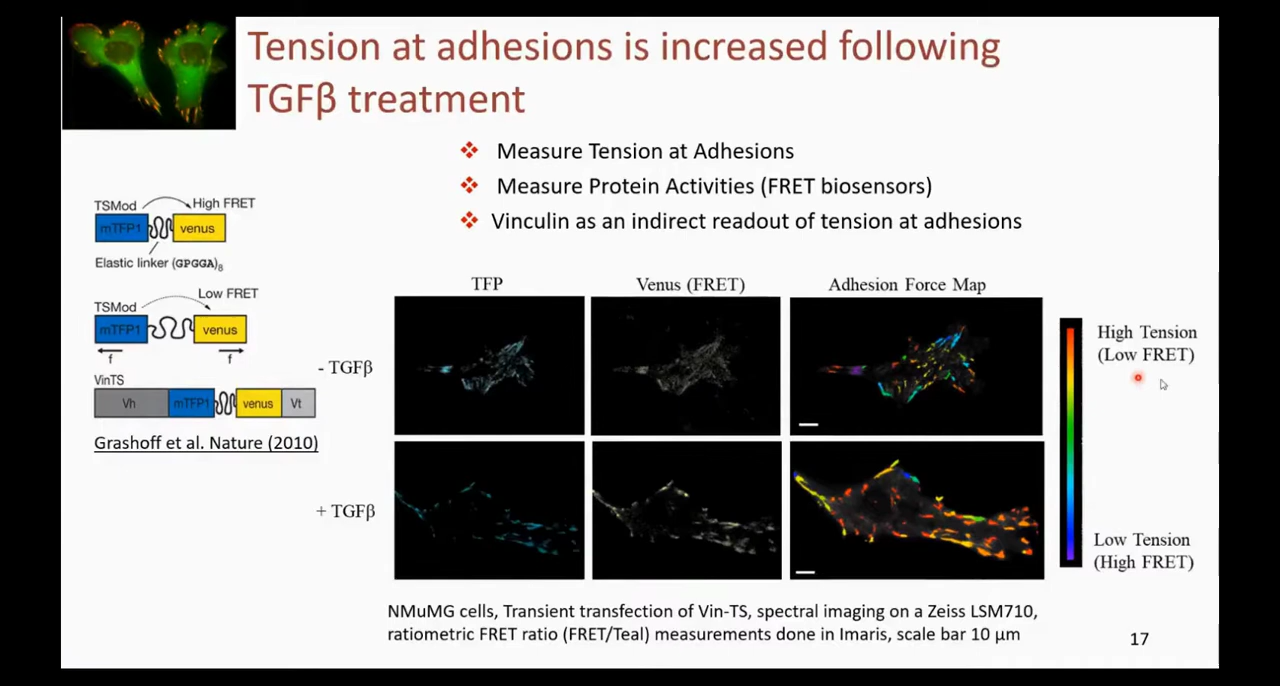 Tension at adhesions is increased following
TGFβ treatment
❖ Measure Tension at Adhesions
❖ Measure Protein Activities (FRET biosensors)
❖ Vinculin as an indirect readout of tension at adhesions
TSMod
High FRET
mTFP1
venus
Elastic linker (GPGGA)8
Low FRET
TSMod
mTFP1
venus
f
f
VinTS
Vh
mTFP1
venus
Vt
Grashoff et al. Nature (2010)
TFP
Venus (FRET)
Adhesion Force Map
- TGFβ
+ TGFβ
High Tension
(Low FRET)
Low Tension
(High FRET)
NMuMG cells, Transient transfection of Vin-TS, spectral imaging on a Zeiss LSM710,
ratiometric FRET ratio (FRET/Teal) measurements done in Imaris, scale bar 10 µm
17